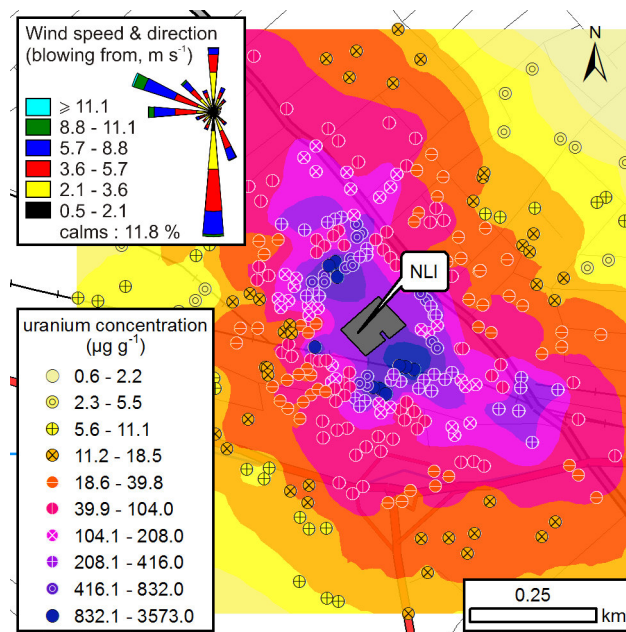 Wind speed & direction
(blowing from, m s⁻¹)
≥ 11.1
8.8 - 11.1
5.7 - 8.8
3.6 - 5.7
2.1 - 3.6
0.5 - 2.1
calms : 11.8 %
N
NLI
uranium concentration
(µg g⁻¹)
0.6 - 2.2
2.3 - 5.5
5.6 - 11.1
11.2 - 18.5
18.6 - 39.8
39.9 - 104.0
104.1 - 208.0
208.1 - 416.0
416.1 - 832.0
832.1 - 3573.0
0.25
km